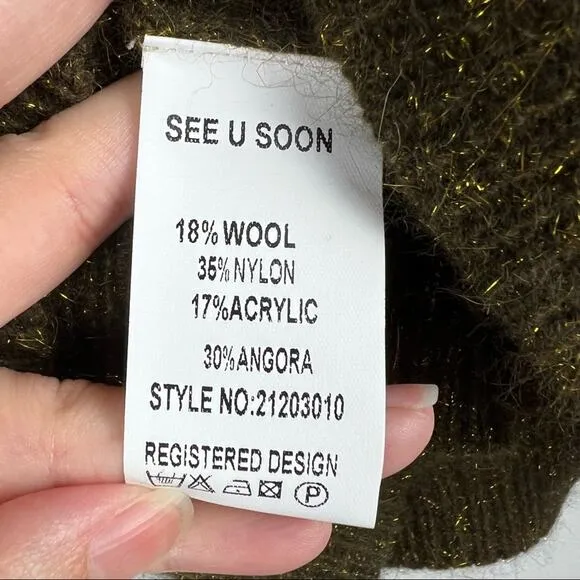 SEE U SOON
18% WOOL
35% NYLON
17%ACRYLIC
30%ANGORA
STYLE NO:21203010
REGISTERED DESIGN
P